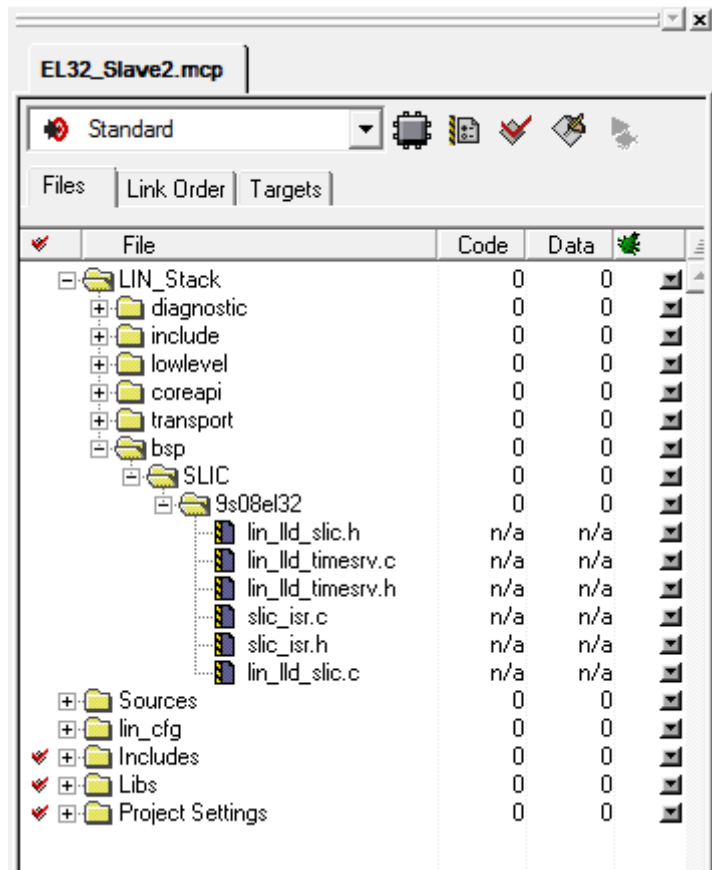 EL32_Slave2.mcp
Standard
Files Link Order Targets
File Code Data
LIN_Stack 0 0
diagnostic 0 0
include 0 0
lowlevel 0 0
coreapi 0 0
transport 0 0
bsp 0 0
SLIC 0 0
9s08el32 0 0
lin_lld_slic.h n/a n/a
lin_lld_timesrv.c n/a n/a
lin_lld_timesrv.h n/a n/a
slic_isr.c n/a n/a
slic_isr.h n/a n/a
lin_lld_slic.c n/a n/a
Sources 0 0
lin_cfg 0 0
Includes 0 0
Libs 0 0
Project Settings 0 0